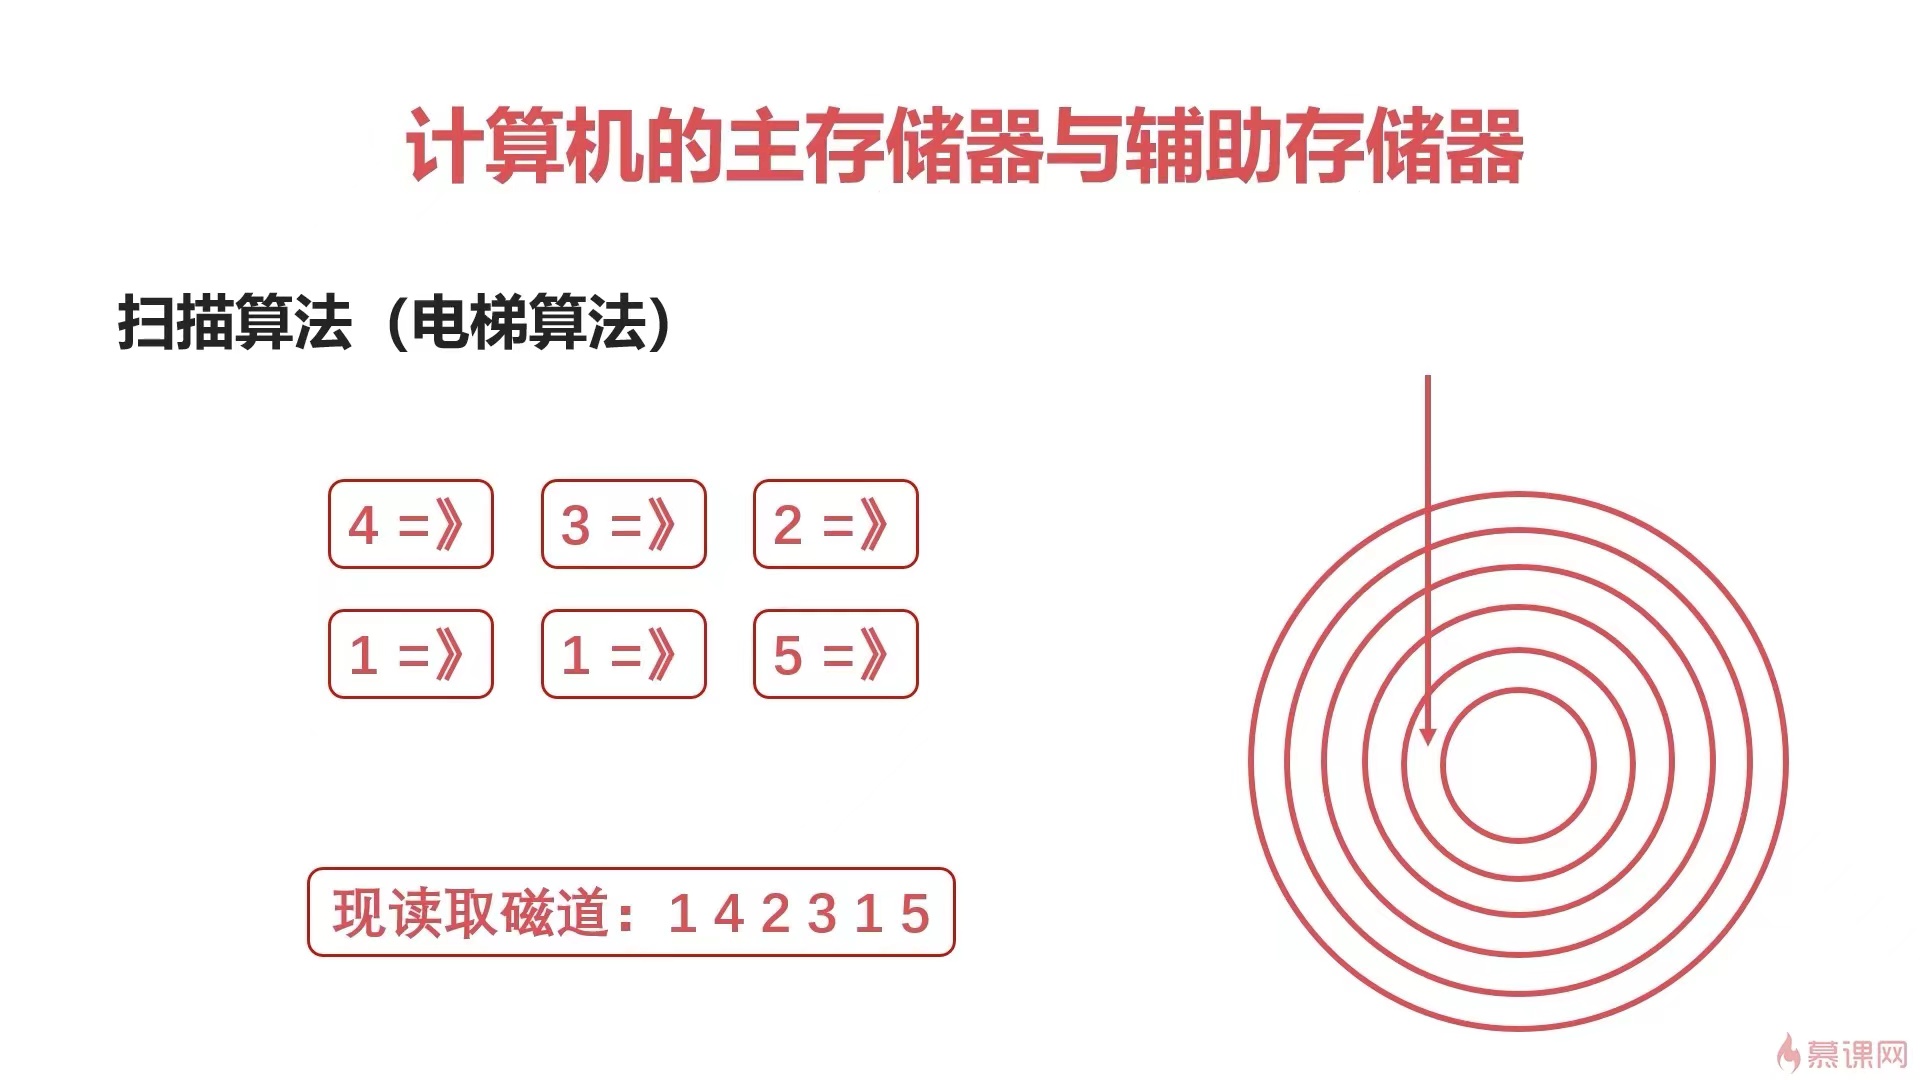 计算机的主存储器与辅助存储器
扫描算法（电梯算法）
4 =》 3 =》 2 =》
1 =》 1 =》 5 =》
现读取磁道：1 4 2 3 1 5
慕课网